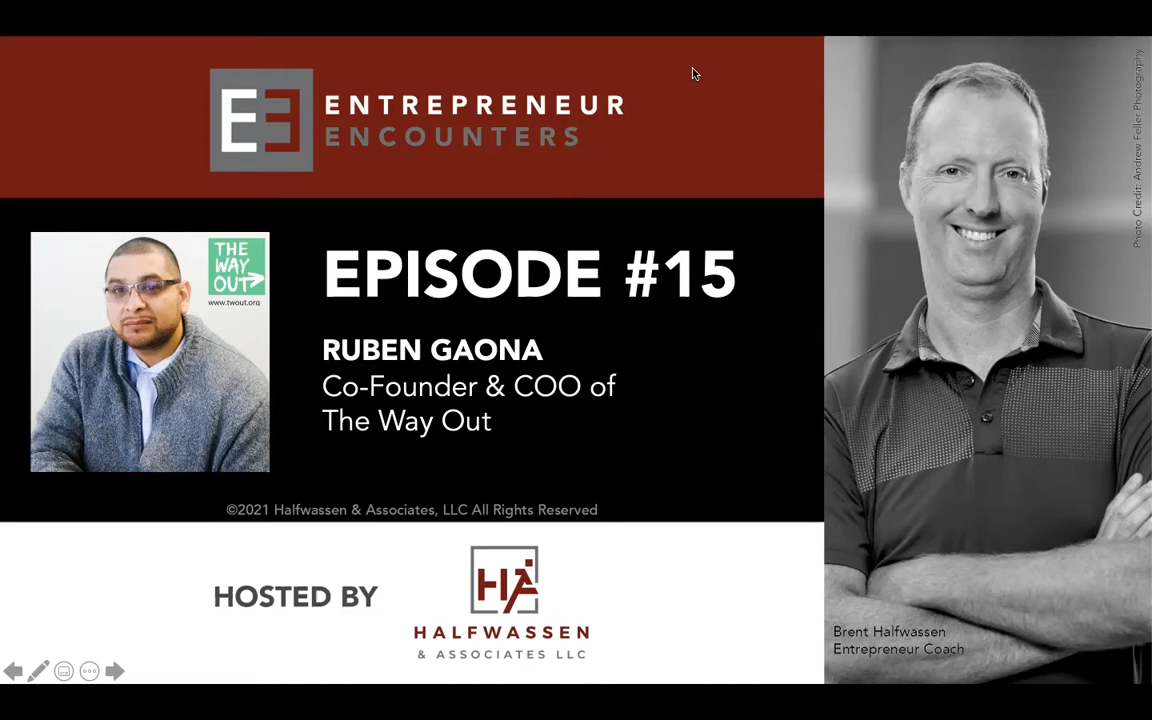 ENTREPRENEUR
ENCOUNTERS
THE
WAY
OUT
www.twout.org
EPISODE #15
RUBEN GAONA
Co-Founder & COO of
The Way Out
©2021 Halfwassen & Associates, LLC All Rights Reserved
HOSTED BY
HA
HALFWASSEN
& ASSOCIATES LLC
Photo Credit: Andrew Feller Photography
Brent Halfwassen
Entrepreneur Coach